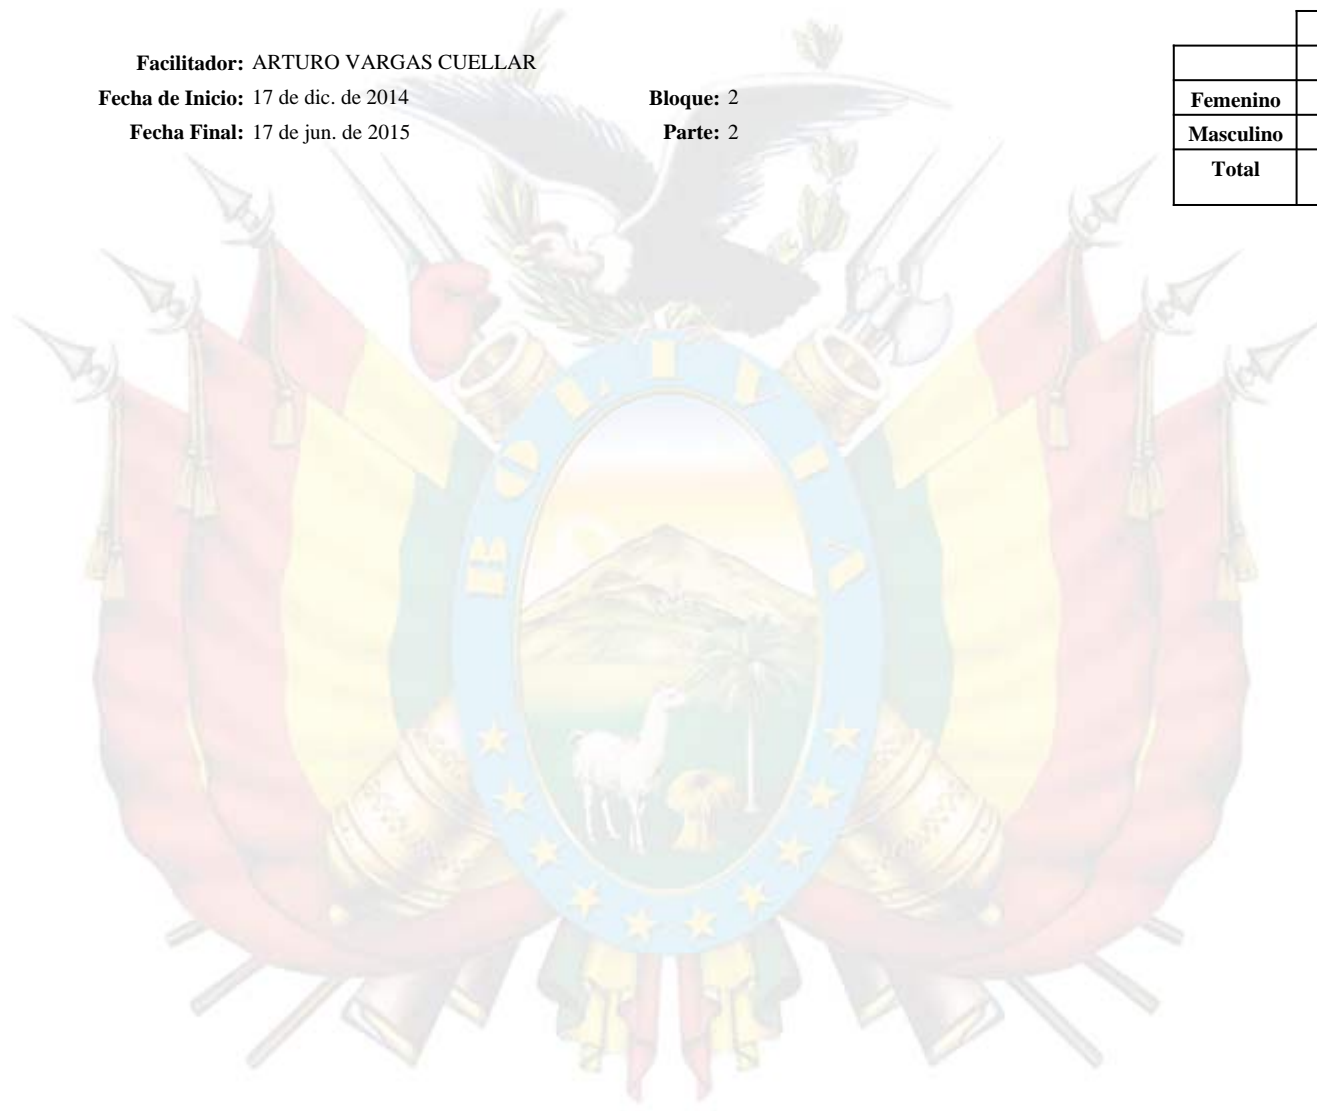 Facilitador: ARTURO VARGAS CUELLAR
Fecha de Inicio: 17 de dic. de 2014 Bloque: 2
Fecha Final: 17 de jun. de 2015 Parte: 2
Femenino
Masculino
Total
BOLIVIA